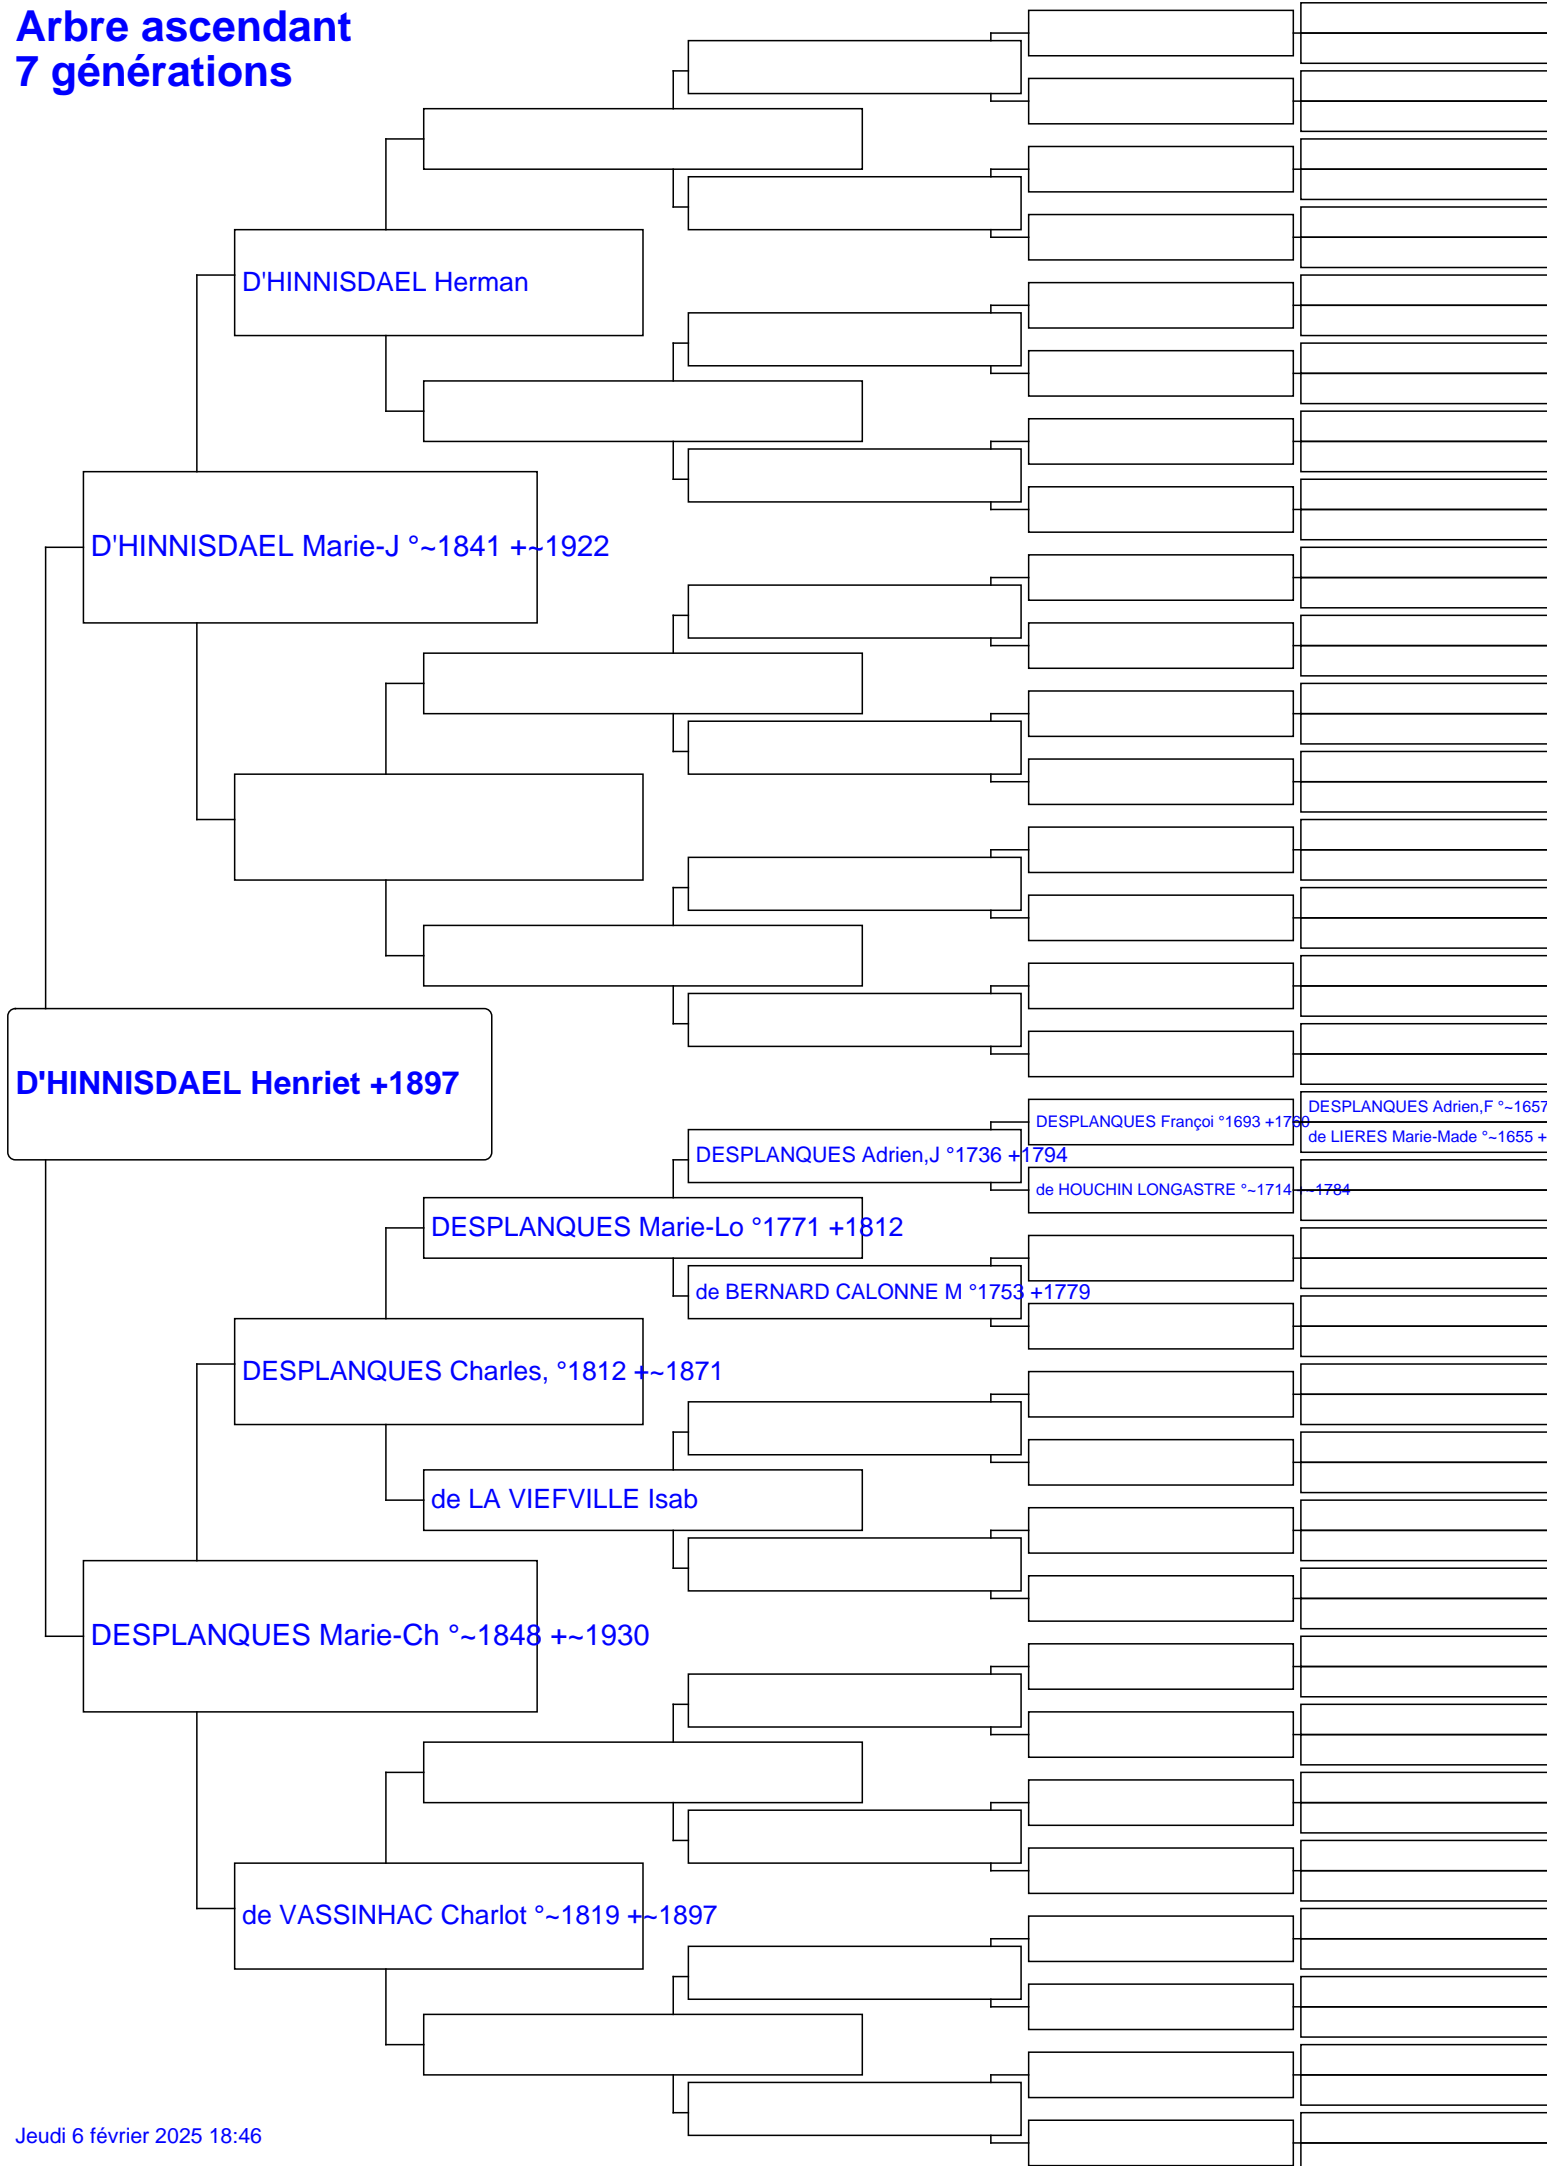 Arbre ascendant
7 générations
D'HINNISDAEL Herman
D'HINNISDAEL Marie-J °~1841 +~1922
D'HINNISDAEL Henriet +1897
DESPLANQUES Adrien,F °~1657
DESPLANQUES Françoi °1693 +1760
de LIERES Marie-Made °~1655 +
DESPLANQUES Adrien,J °1736 +1794
de HOUCHIN LONGASTRE °~1714 +~1784
DESPLANQUES Marie-Lo °1771 +1812
de BERNARD CALONNE M °1753 +1779
DESPLANQUES Charles, °1812 +~1871
de LA VIEFVILLE Isab
DESPLANQUES Marie-Ch °~1848 +~1930
de VASSINHAC Charlot °~1819 +~1897
Jeudi 6 février 2025 18:46